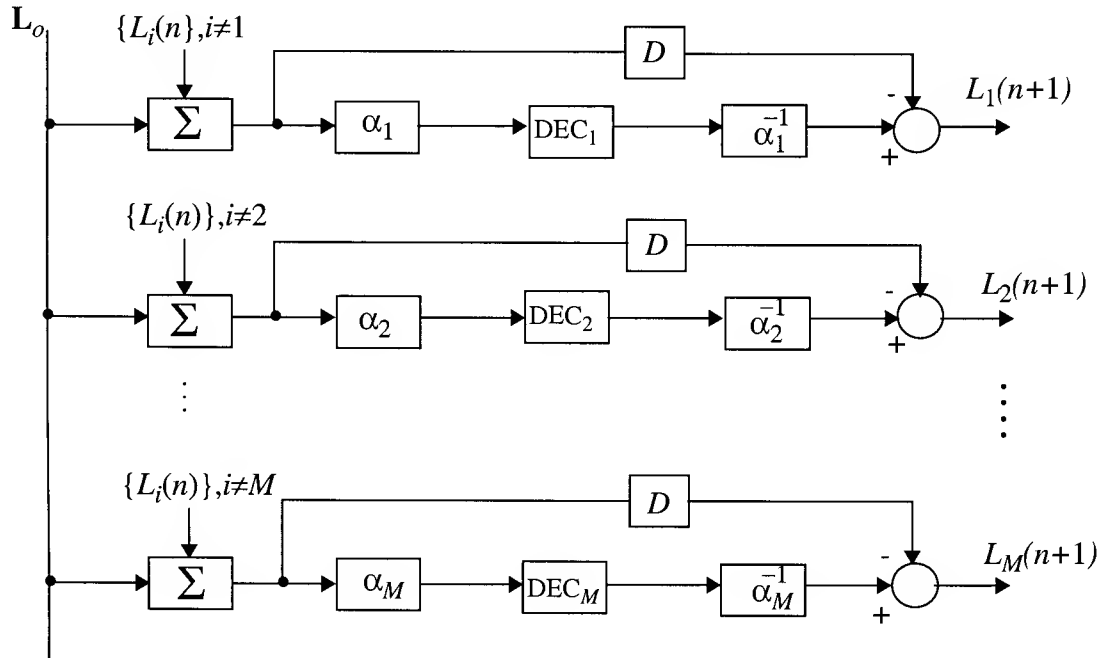 L_o
{L_i(n},i≠1
D
Σ
α_1
DEC_1
α_1^{-1}
-
+
L_1(n+1)
{L_i(n)},i≠2
D
Σ
α_2
DEC_2
α_2^{-1}
-
+
L_2(n+1)
{L_i(n)},i≠M
D
Σ
α_M
DEC_M
α_M^{-1}
-
+
L_M(n+1)